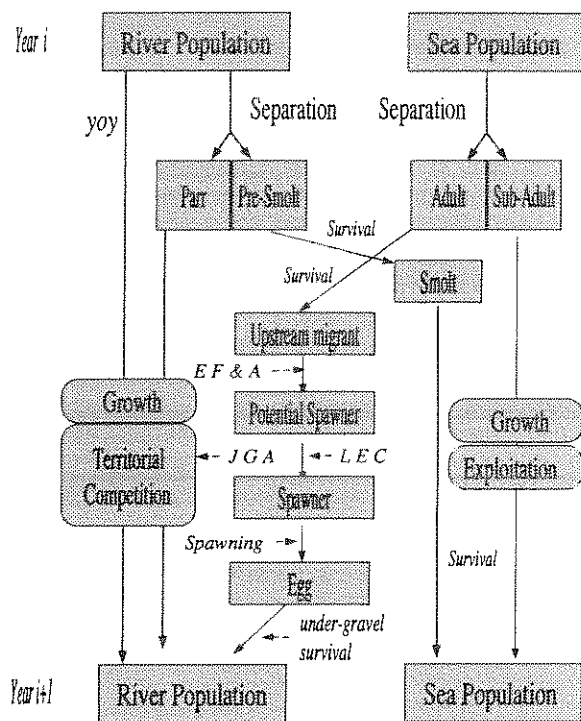 Year i
River Population
Sea Population
yoy
Separation
Separation
Parr
Pre-Smolt
Adult
Sub-Adult
Survival
Survival
Smolt
Upstream migrant
E F & A
Growth
Potential Spawner
Growth
Territorial
Competition
J G A
L E C
Exploitation
Spawner
Spawning
Egg
Survival
under-gravel
survival
Year i+1
River Population
Sea Population